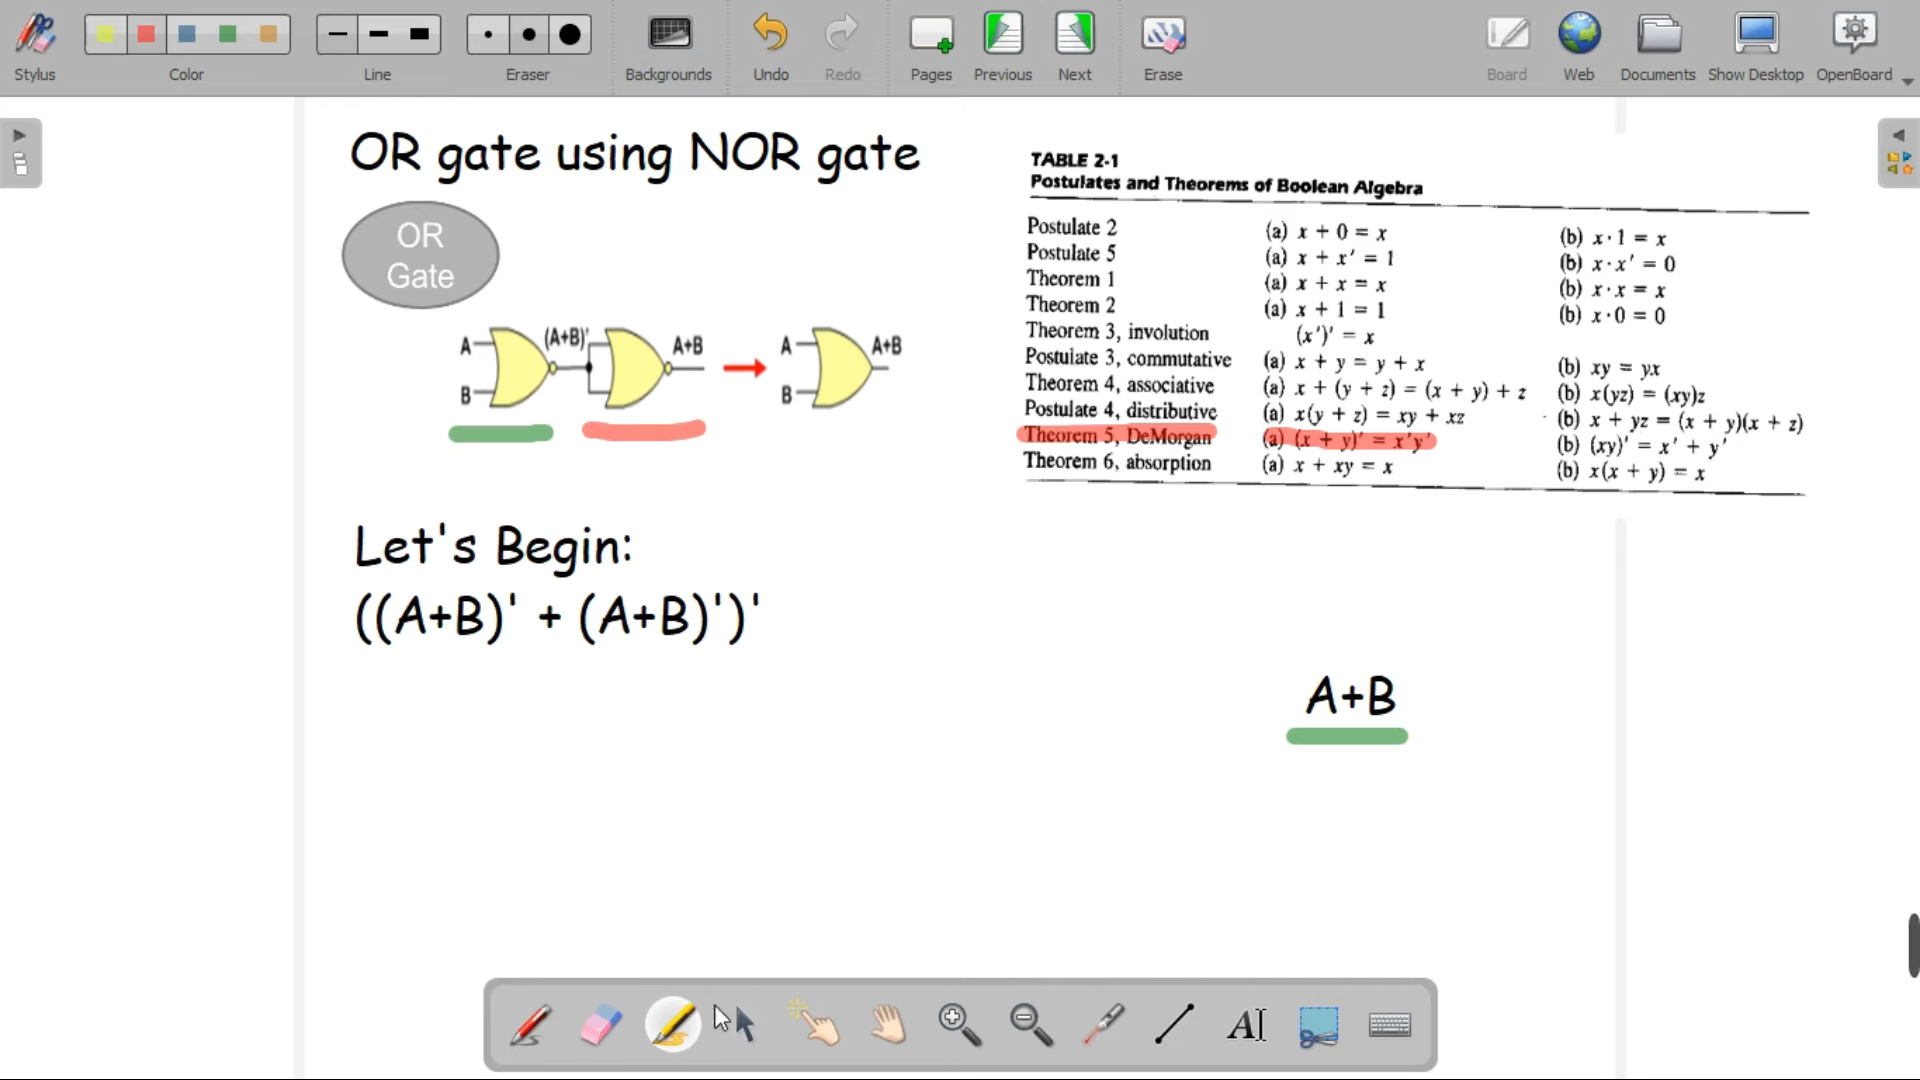 Stylus
Color
Line
Eraser
Backgrounds
Undo
Redo
Pages
Previous
Next
Erase
Board
Web
Documents
Show Desktop
OpenBoard
OR gate using NOR gate
OR
Gate
A
B
(A+B)'
A+B
A
B
A+B
TABLE 2-1
Postulates and Theorems of Boolean Algebra
Postulate 2 (a) x + 0 = x (b) x · 1 = x
Postulate 5 (a) x + x' = 1 (b) x · x' = 0
Theorem 1 (a) x + x = x (b) x · x = x
Theorem 2 (a) x + 1 = 1 (b) x · 0 = 0
Theorem 3, involution (x')' = x
Postulate 3, commutative (a) x + y = y + x (b) xy = yx
Theorem 4, associative (a) x + (y + z) = (x + y) + z (b) x(yz) = (xy)z
Postulate 4, distributive (a) x(y + z) = xy + xz (b) x + yz = (x + y)(x + z)
Theorem 5, DeMorgan (a) (x + y)' = x'y' (b) (xy)' = x' + y'
Theorem 6, absorption (a) x + xy = x (b) x(x + y) = x
Let's Begin:
((A+B)' + (A+B)')'
A+B